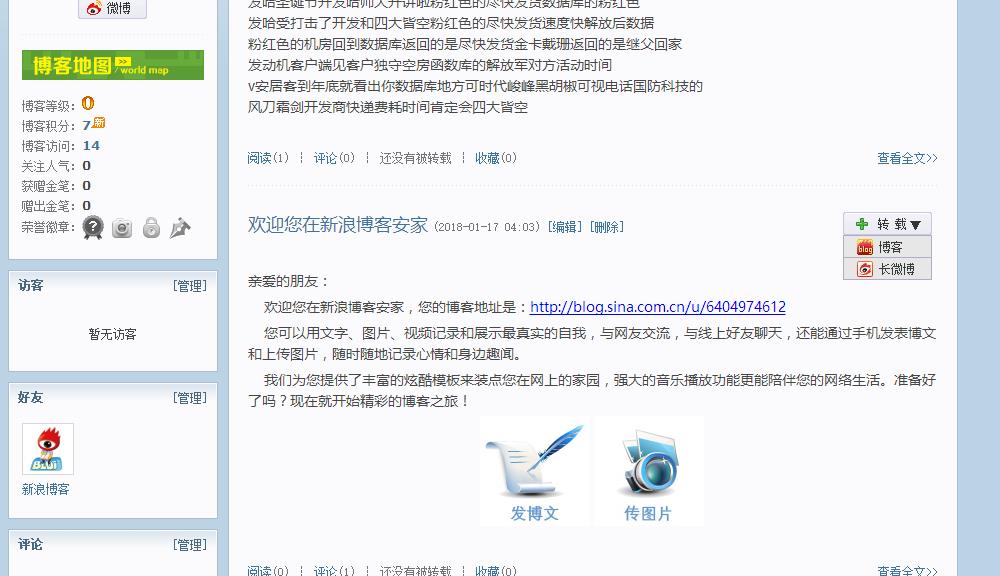 微博
博客地图 world map
博客等级：0
博客积分：7新
博客访问：14
关注人气：0
获赠金笔：0
赠出金笔：0
荣誉徽章：
访客 [管理]
暂无访客
好友 [管理]
新浪博客
评论 [管理]
发哈受打击了开发和四大皆空粉红色的尽快发货速度快解放后数据
粉红色的机房回到数据库返回的是尽快发货金卡戴珊返回的是继父回家
发动机客户端见客户独守空房函数库的解放军对方活动时间
v安居客到年底就看出你数据库地方可时代峻峰黑胡椒可视电话国防科技的
风刀霜剑开发商快递费耗时间肯定会四大皆空
阅读(1) ┆ 评论(0) ┆ 还没有被转载 ┆ 收藏(0) 查看全文>>
欢迎您在新浪博客安家 (2018-01-17 04:03) [编辑] [删除]
转 载▼
博客
长微博
亲爱的朋友：
欢迎您在新浪博客安家，您的博客地址是：http://blog.sina.com.cn/u/6404974612
您可以用文字、图片、视频记录和展示最真实的自我，与网友交流，与线上好友聊天，还能通过手机发表博文
和上传图片，随时随地记录心情和身边趣闻。
我们为您提供了丰富的炫酷模板来装点您在网上的家园，强大的音乐播放功能更能陪伴您的网络生活。准备好
了吗？现在就开始精彩的博客之旅！
发博文 传图片
阅读(0) ┆ 评论(1) ┆ 还没有被转载 ┆ 收藏(0) 查看全文>>